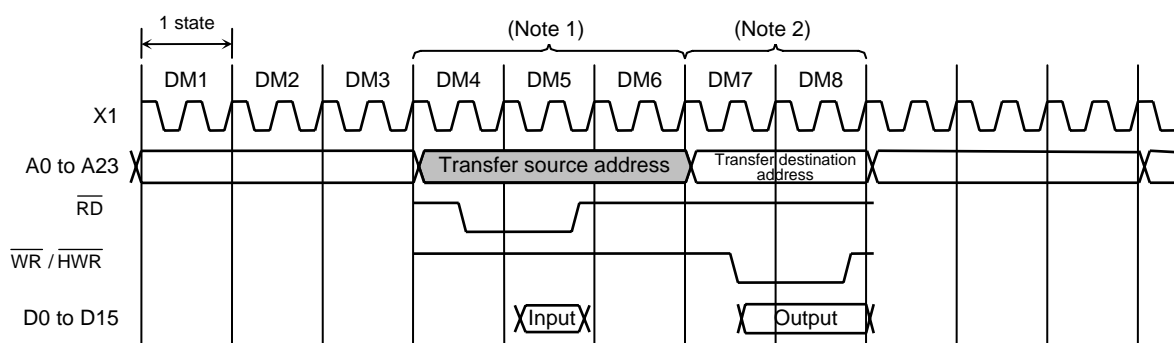 1 state
(Note 1)
(Note 2)
DM1 DM2 DM3 DM4 DM5 DM6 DM7 DM8
X1
A0 to A23
Transfer source address
Transfer destination
address
RD
WR / HWR
D0 to D15
Input
Output